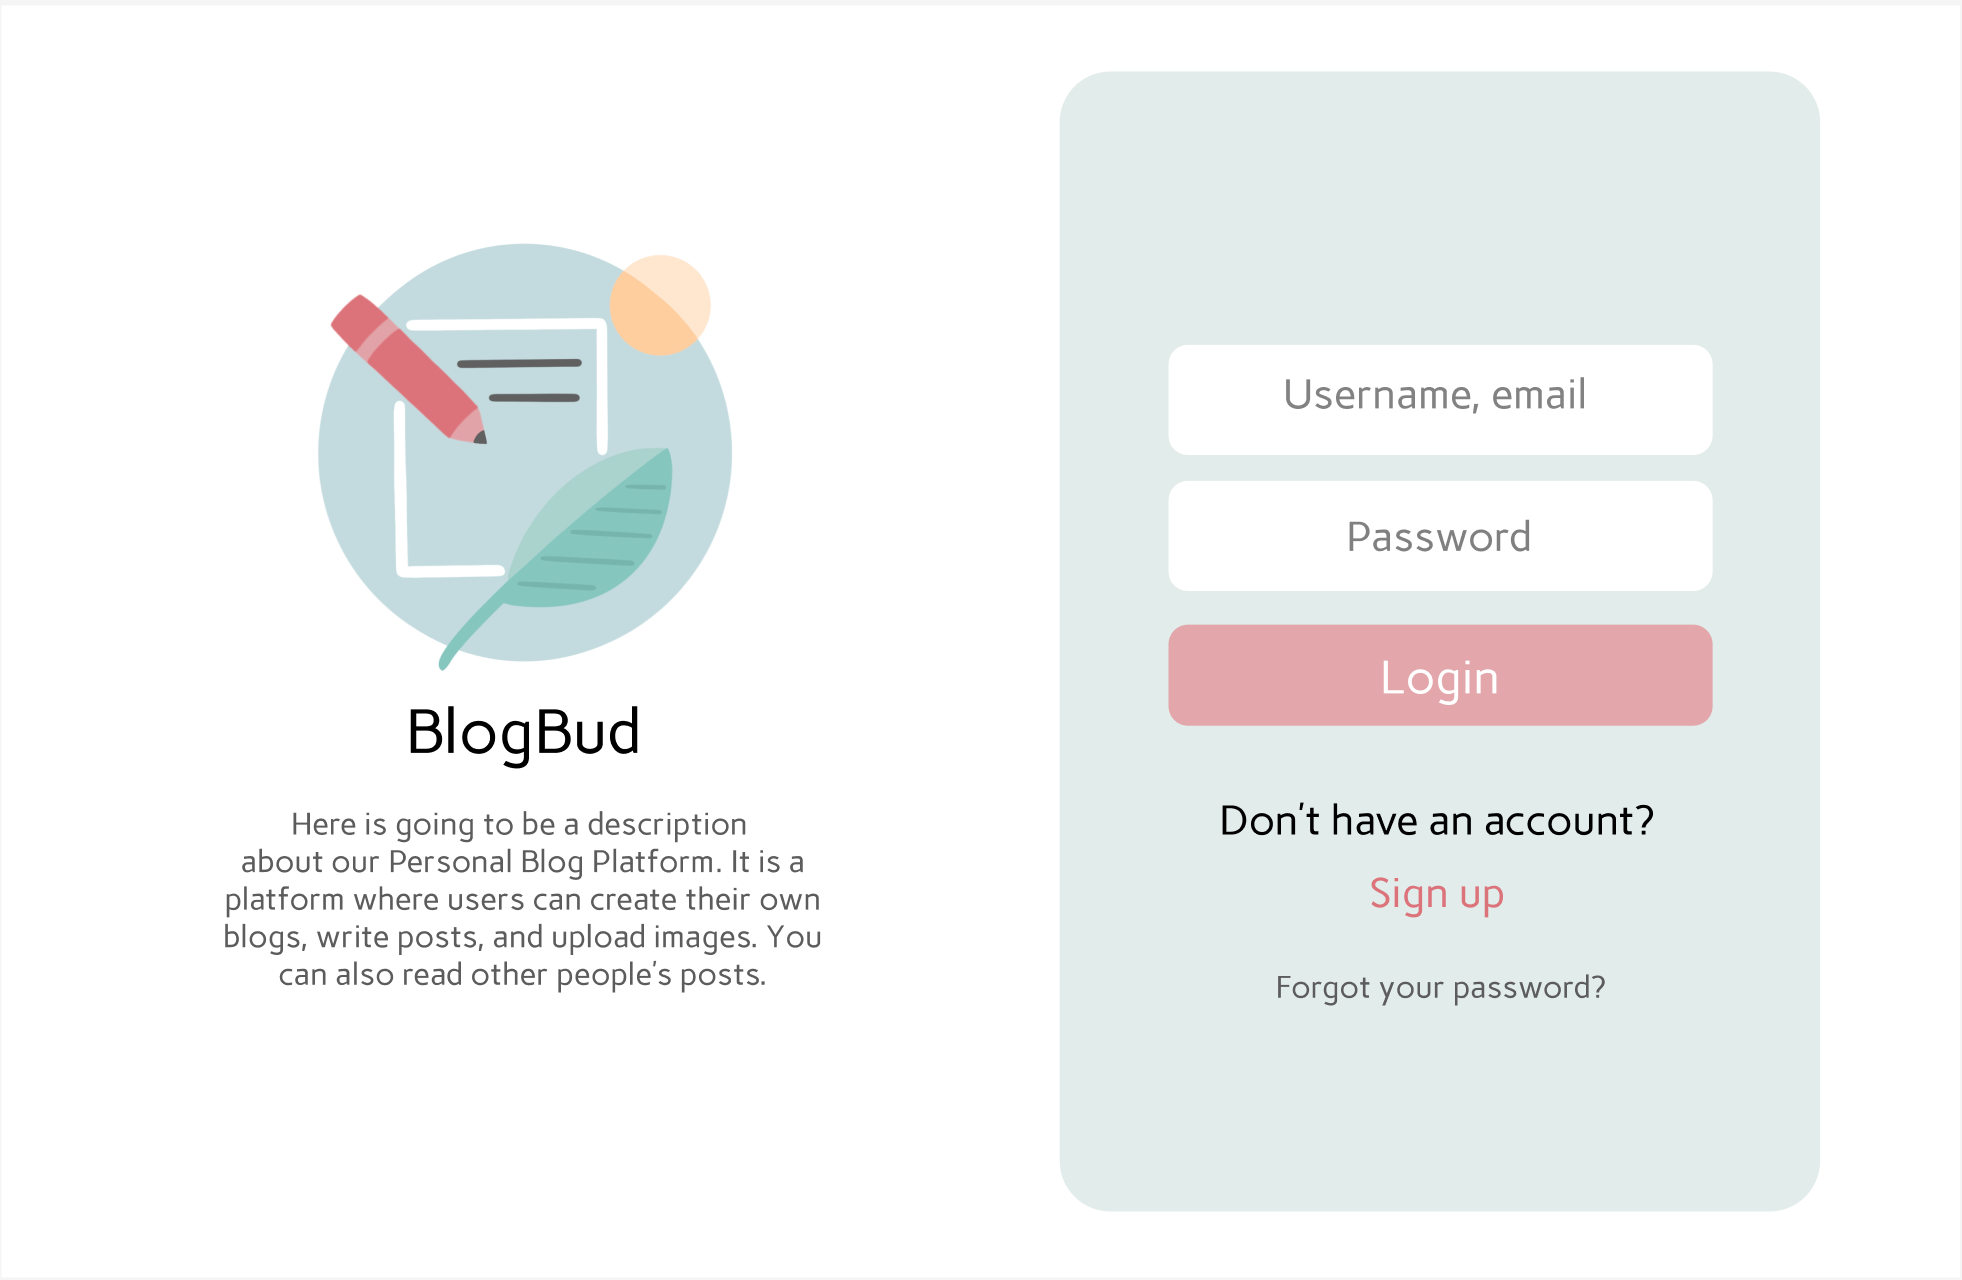 BlogBud
Here is going to be a description
about our Personal Blog Platform. It is a
platform where users can create their own
blogs, write posts, and upload images. You
can also read other people's posts.
Username, email
Password
Login
Don't have an account?
Sign up
Forgot your password?